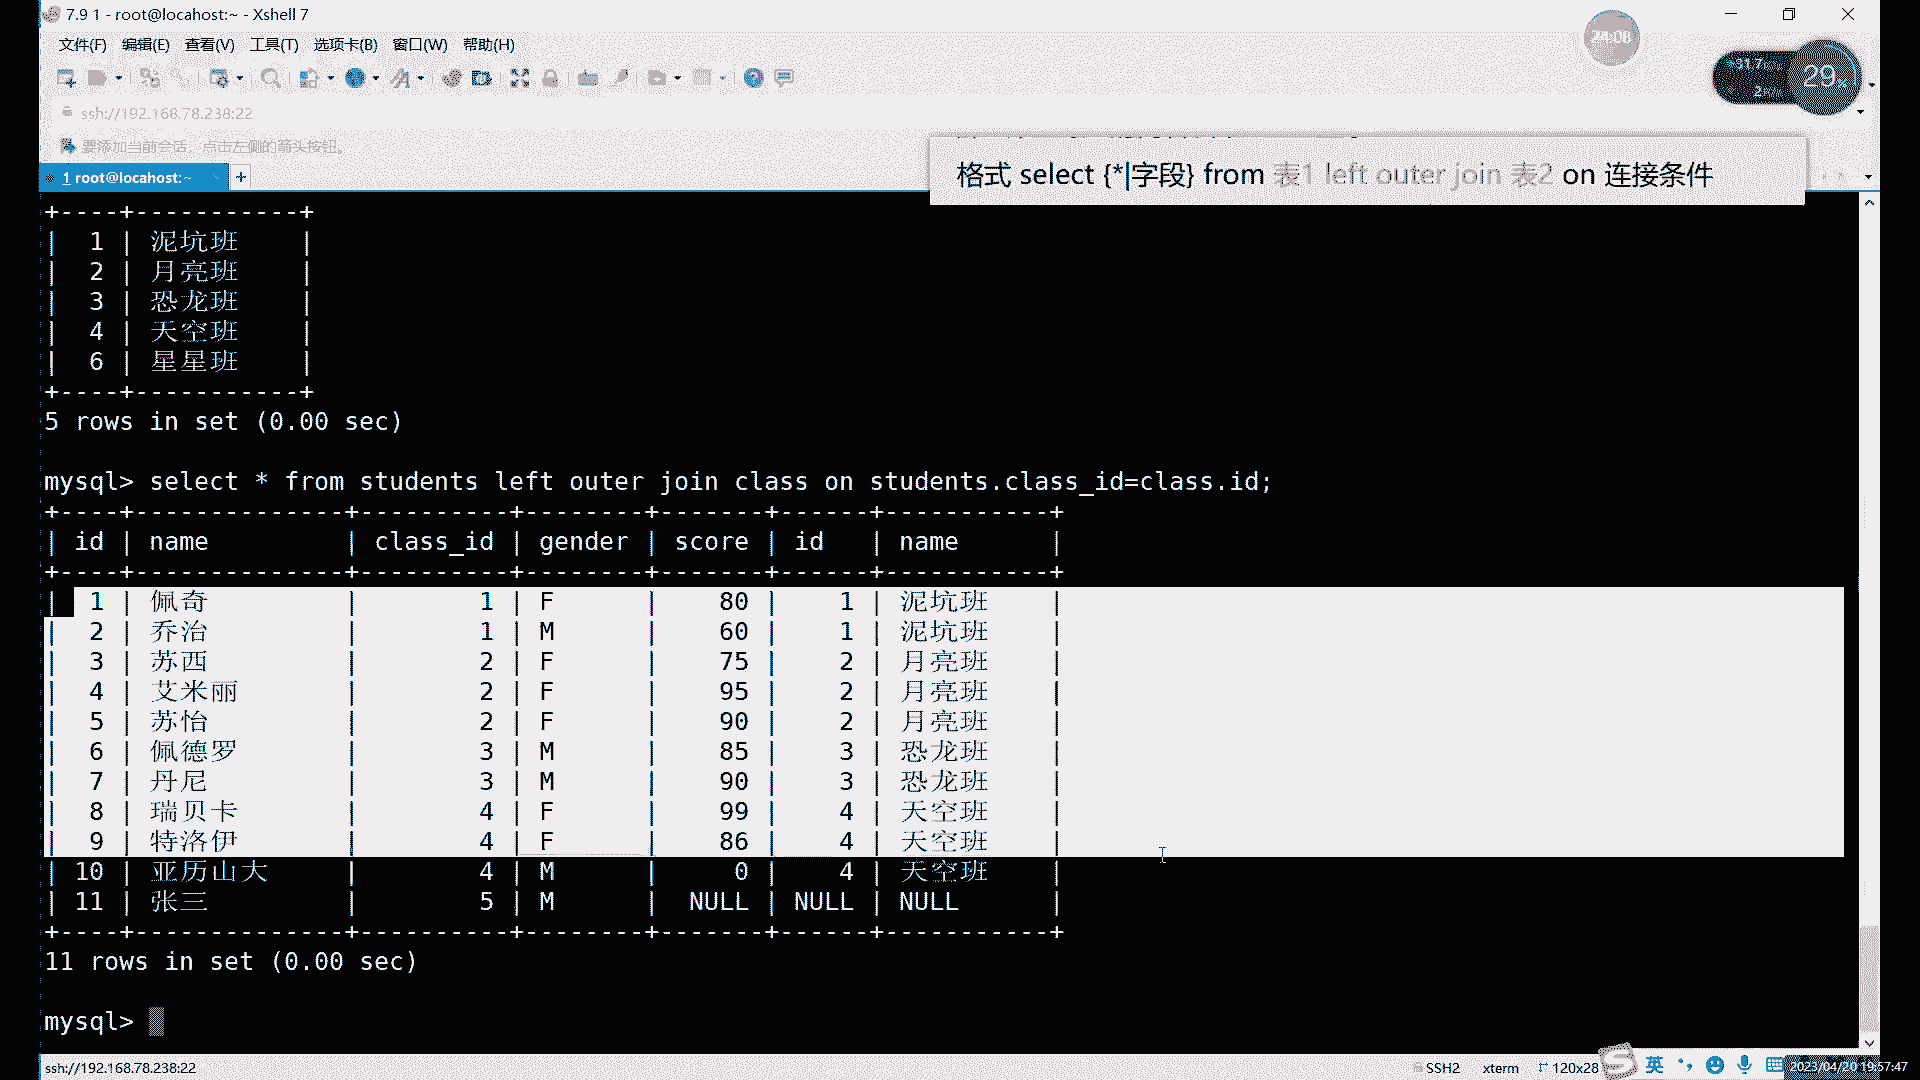 7.9 1 - root@locahost:~ - Xshell 7
24:08
文件(F) 编辑(E) 查看(V) 工具(T) 选项卡(B) 窗口(W) 帮助(H)
29
ssh://192.168.78.238:22
要添加当前会话，点击左侧的箭头按钮。
1 root@locahost:~ +
格式 select {*|字段} from 表1 left outer join 表2 on 连接条件
+----+-----------+
|  1 | 泥坑班    |
|  2 | 月亮班    |
|  3 | 恐龙班    |
|  4 | 天空班    |
|  6 | 星星班    |
+----+-----------+
5 rows in set (0.00 sec)
mysql> select * from students left outer join class on students.class_id=class.id;
+----+--------------+----------+--------+-------+------+-----------+
| id | name         | class_id | gender | score | id   | name      |
+----+--------------+----------+--------+-------+------+-----------+
|  1 | 佩奇         |        1 | F      |    80 |    1 | 泥坑班    |
|  2 | 乔治         |        1 | M      |    60 |    1 | 泥坑班    |
|  3 | 苏西         |        2 | F      |    75 |    2 | 月亮班    |
|  4 | 艾米丽       |        2 | F      |    95 |    2 | 月亮班    |
|  5 | 苏怡         |        2 | F      |    90 |    2 | 月亮班    |
|  6 | 佩德罗       |        3 | M      |    85 |    3 | 恐龙班    |
|  7 | 丹尼         |        3 | M      |    90 |    3 | 恐龙班    |
|  8 | 瑞贝卡       |        4 | F      |    99 |    4 | 天空班    |
|  9 | 特洛伊       |        4 | F      |    86 |    4 | 天空班    |
| 10 | 亚历山大     |        4 | M      |     0 |    4 | 天空班    |
| 11 | 张三         |        5 | M      |  NULL | NULL | NULL      |
+----+--------------+----------+--------+-------+------+-----------+
11 rows in set (0.00 sec)
mysql>
ssh://192.168.78.238:22 SSH2 xterm 120x28 英 2023/04/20 19:57:47